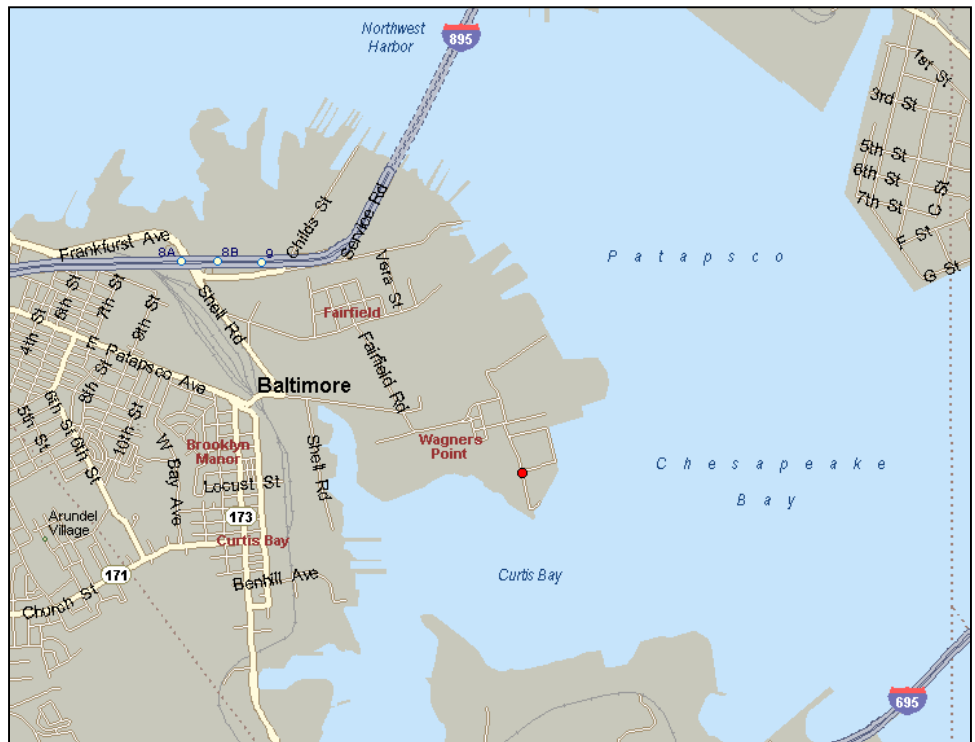 Northwest
Harbor
895
1st St
3rd St
5th St
6th St
7th St
C St
F St
G St
Childs St
Service Rd
Frankfurst Ave
8A
8B
9
Vera St
Patapsco
Shell Rd
Fairfield
Fairfield Rd
4th St
6th St
7th St
9th St
E Patapsco Ave
8th St
10th St
5th St
6th St
6th St
Baltimore
W Bay Ave
Brooklyn
Manor
Shell Rd
Wagners
Point
Chesapeake
Bay
Locust St
173
Arundel
Village
Curtis Bay
Curtis Bay
171
Benhill Ave
Church St
695